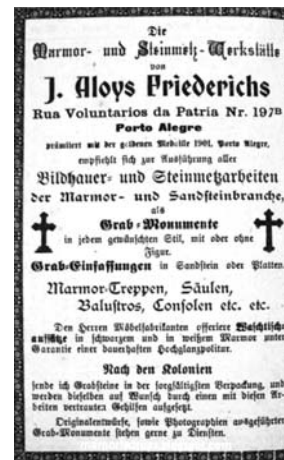 Die
Marmor- und Steinmetz-Werkstätte
von
J. Aloys Friederichs
Rua Voluntarios da Patria Nr. 197B
Porto Alegre
prämiiert mit der goldenen Medaille 1901, Porto Alegre,
empfiehlt sich zur Ausführung aller
Bildhauer- und Steinmetzarbeiten
der Marmor- und Sandsteinbranche,
als
Grab-Monumente
in jedem gewünschten Stil, mit oder ohne
Figur.
Grab-Einfassungen in Sandstein oder Platten.
Marmor-Treppen, Säulen,
Balustros, Consolen etc. etc.
Den Herren Möbelfabrikanten offeriere Waschtisch-
aufsätze in schwarzem und in weißem Marmor unter
Garantie einer dauerhaften Hochglanzpolitur.
Nach den Kolonien
sende ich Grabsteine in der sorgfältigsten Verpackung, und
werden dieselben auf Wunsch durch einen mit diesen Ar-
beiten vertrauten Gehilfen aufgesetzt.
Originalentwürfe, sowie Photographien ausgeführter
Grab-Monumente stehen gerne zu Diensten.